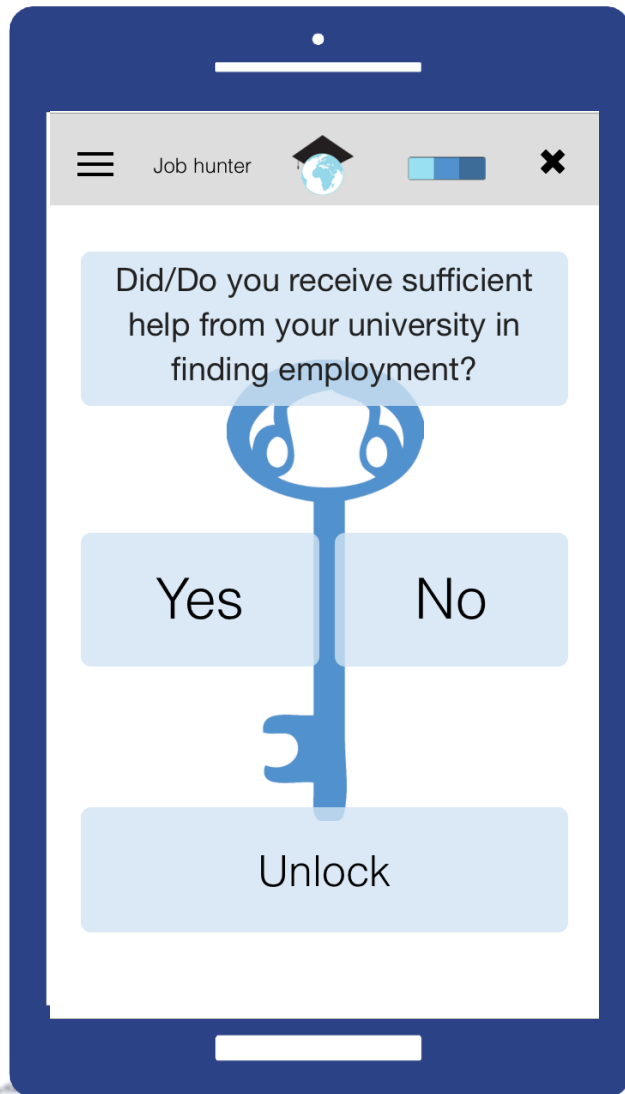 Job hunter
Did/Do you receive sufficient
help from your university in
finding employment?
Yes No
Unlock